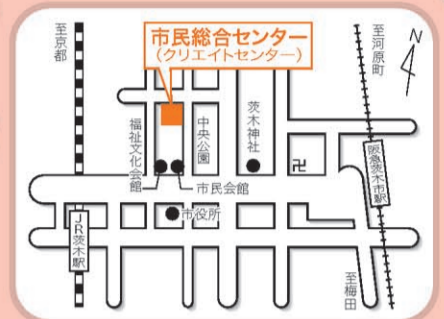 至京都
市民総合センター
(クリエイトセンター)
至河原町
N
福祉文化会館
中央公園
茨木神社
卍
阪急茨木市駅
市民会館
市役所
JR茨木駅
至梅田